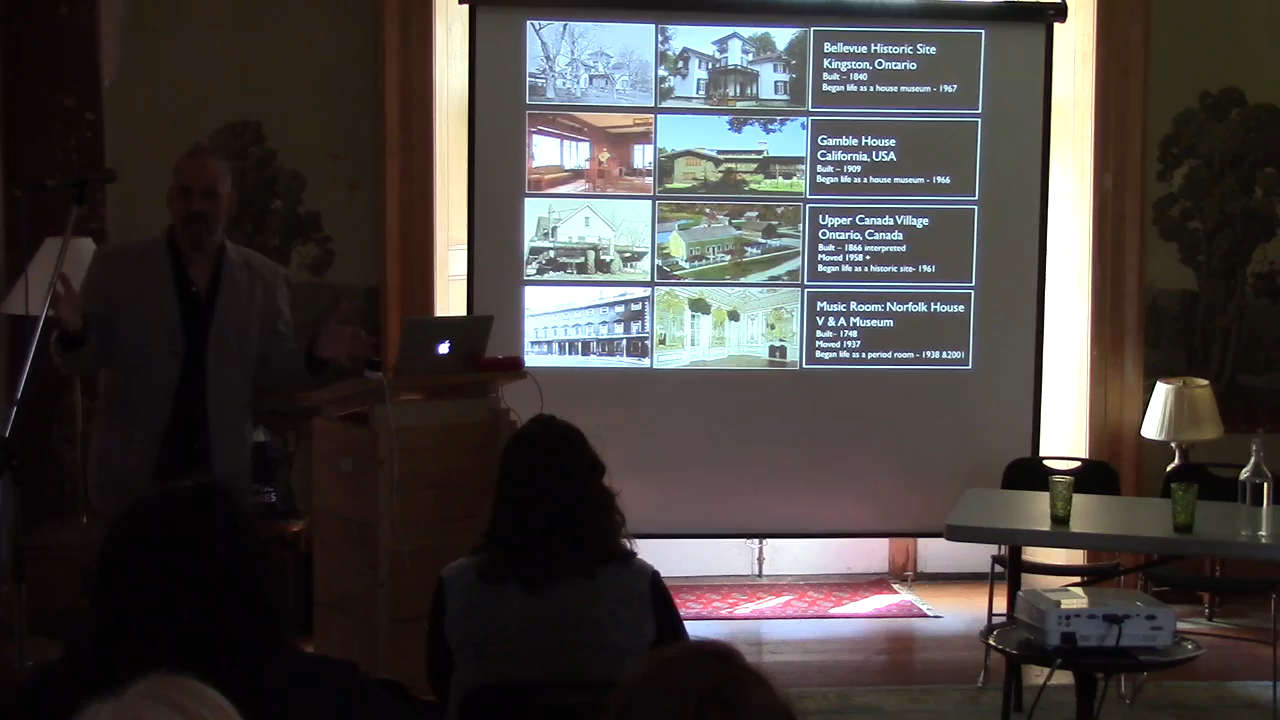 Bellevue Historic Site
Kingston, Ontario
Built – 1840
Began life as a house museum - 1967
Gamble House
California, USA
Built – 1909
Began life as a house museum - 1966
Upper Canada Village
Ontario, Canada
Built – 1866 interpreted
Moved 1958 +
Began life as a historic site- 1961
Music Room: Norfolk House
V & A Museum
Built- 1748
Moved 1937
Began life as a period room - 1938 &2001